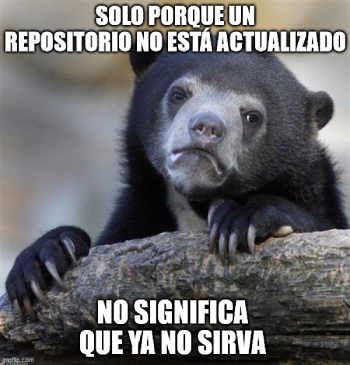 SOLO PORQUE UN
REPOSITORIO NO ESTÁ ACTUALIZADO
NO SIGNIFICA
QUE YA NO SIRVA
imgflip.com